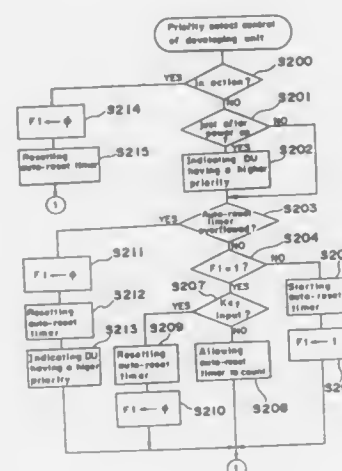 Priority select control
of developing unit
S200
YES
In action?
NO
S201
S214
F1 ← φ
Just after
power on
?
NO
YES
S202
Resetting
auto-reset timer
S215
Indicating DU
having a higher
priority
1
S203
YES
Auto-reset
timer
overflowed?
NO
S204
S211
F1 ← φ
F1=1?
NO
S207
YES
S212
YES
Key
input?
Starting
auto-reset
timer
Resetting
auto-reset
timer
S213
S209
NO
Indicating DU
having a higer
priority
Resetting
auto-reset
timer
Allowing
auto-reset
timer to count
F1 ← 1
S208
F1 ← φ
S210
1